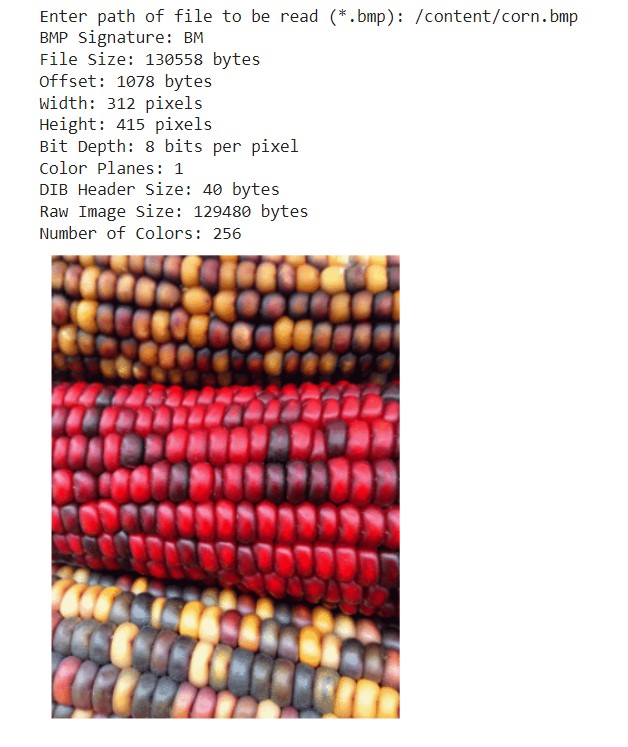 Enter path of file to be read (*.bmp): /content/corn.bmp
BMP Signature: BM
File Size: 130558 bytes
Offset: 1078 bytes
Width: 312 pixels
Height: 415 pixels
Bit Depth: 8 bits per pixel
Color Planes: 1
DIB Header Size: 40 bytes
Raw Image Size: 129480 bytes
Number of Colors: 256